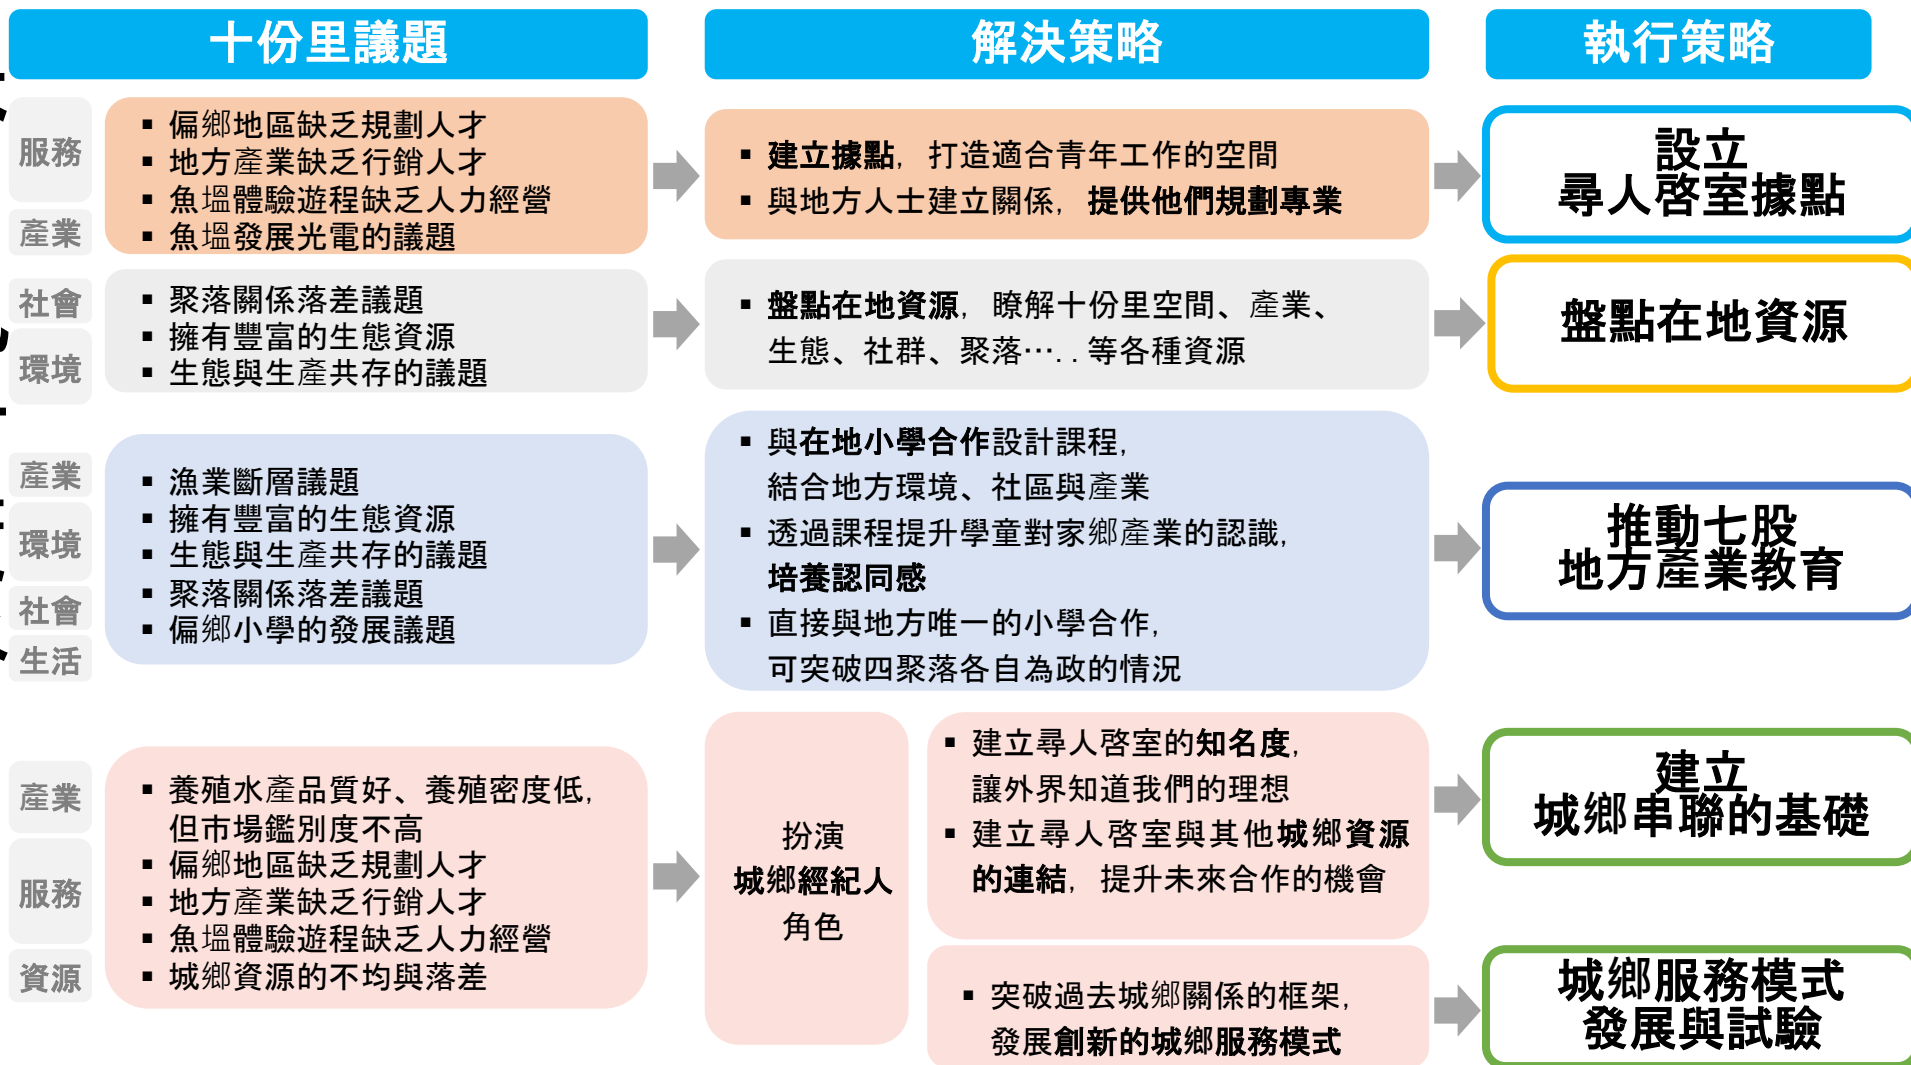 十份里議題
解決策略
執行策略
服務
產業
▪ 偏鄉地區缺乏規劃人才
▪ 地方產業缺乏行銷人才
▪ 魚塭體驗遊程缺乏人力經營
▪ 魚塭發展光電的議題
▪ 建立據點，打造適合青年工作的空間
▪ 與地方人士建立關係，提供他們規劃專業
設立
尋人啓室據點
社會
環境
▪ 聚落關係落差議題
▪ 擁有豐富的生態資源
▪ 生態與生產共存的議題
▪ 盤點在地資源，瞭解十份里空間、產業、
生態、社群、聚落…..等各種資源
盤點在地資源
產業
環境
社會
生活
▪ 漁業斷層議題
▪ 擁有豐富的生態資源
▪ 生態與生產共存的議題
▪ 聚落關係落差議題
▪ 偏鄉小學的發展議題
▪ 與在地小學合作設計課程，
結合地方環境、社區與產業
▪ 透過課程提升學童對家鄉產業的認識，
培養認同感
▪ 直接與地方唯一的小學合作，
可突破四聚落各自為政的情況
推動七股
地方產業教育
產業
服務
資源
▪ 養殖水產品質好、養殖密度低，
但市場鑑別度不高
▪ 偏鄉地區缺乏規劃人才
▪ 地方產業缺乏行銷人才
▪ 魚塭體驗遊程缺乏人力經營
▪ 城鄉資源的不均與落差
扮演
城鄉經紀人
角色
▪ 建立尋人啓室的知名度，
讓外界知道我們的理想
▪ 建立尋人啓室與其他城鄉資源
的連結，提升未來合作的機會
建立
城鄉串聯的基礎
▪ 突破過去城鄉關係的框架，
發展創新的城鄉服務模式
城鄉服務模式
發展與試驗